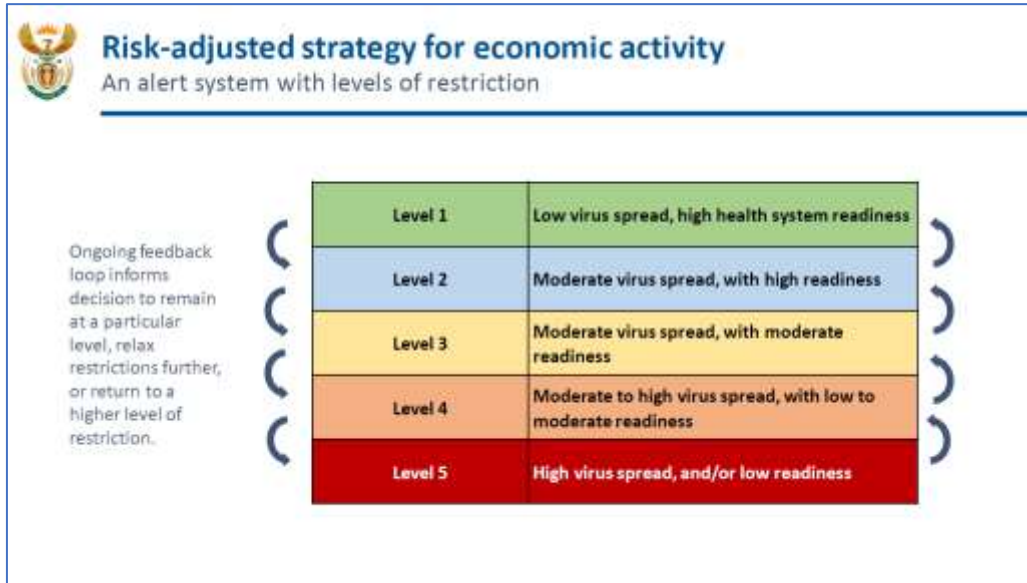 Risk-adjusted strategy for economic activity
An alert system with levels of restriction
Ongoing feedback
loop informs
decision to remain
at a particular
level, relax
restrictions further,
or return to a
higher level of
restriction.
Level 1 Low virus spread, high health system readiness
Level 2 Moderate virus spread, with high readiness
Level 3 Moderate virus spread, with moderate
readiness
Level 4 Moderate to high virus spread, with low to
moderate readiness
Level 5 High virus spread, and/or low readiness